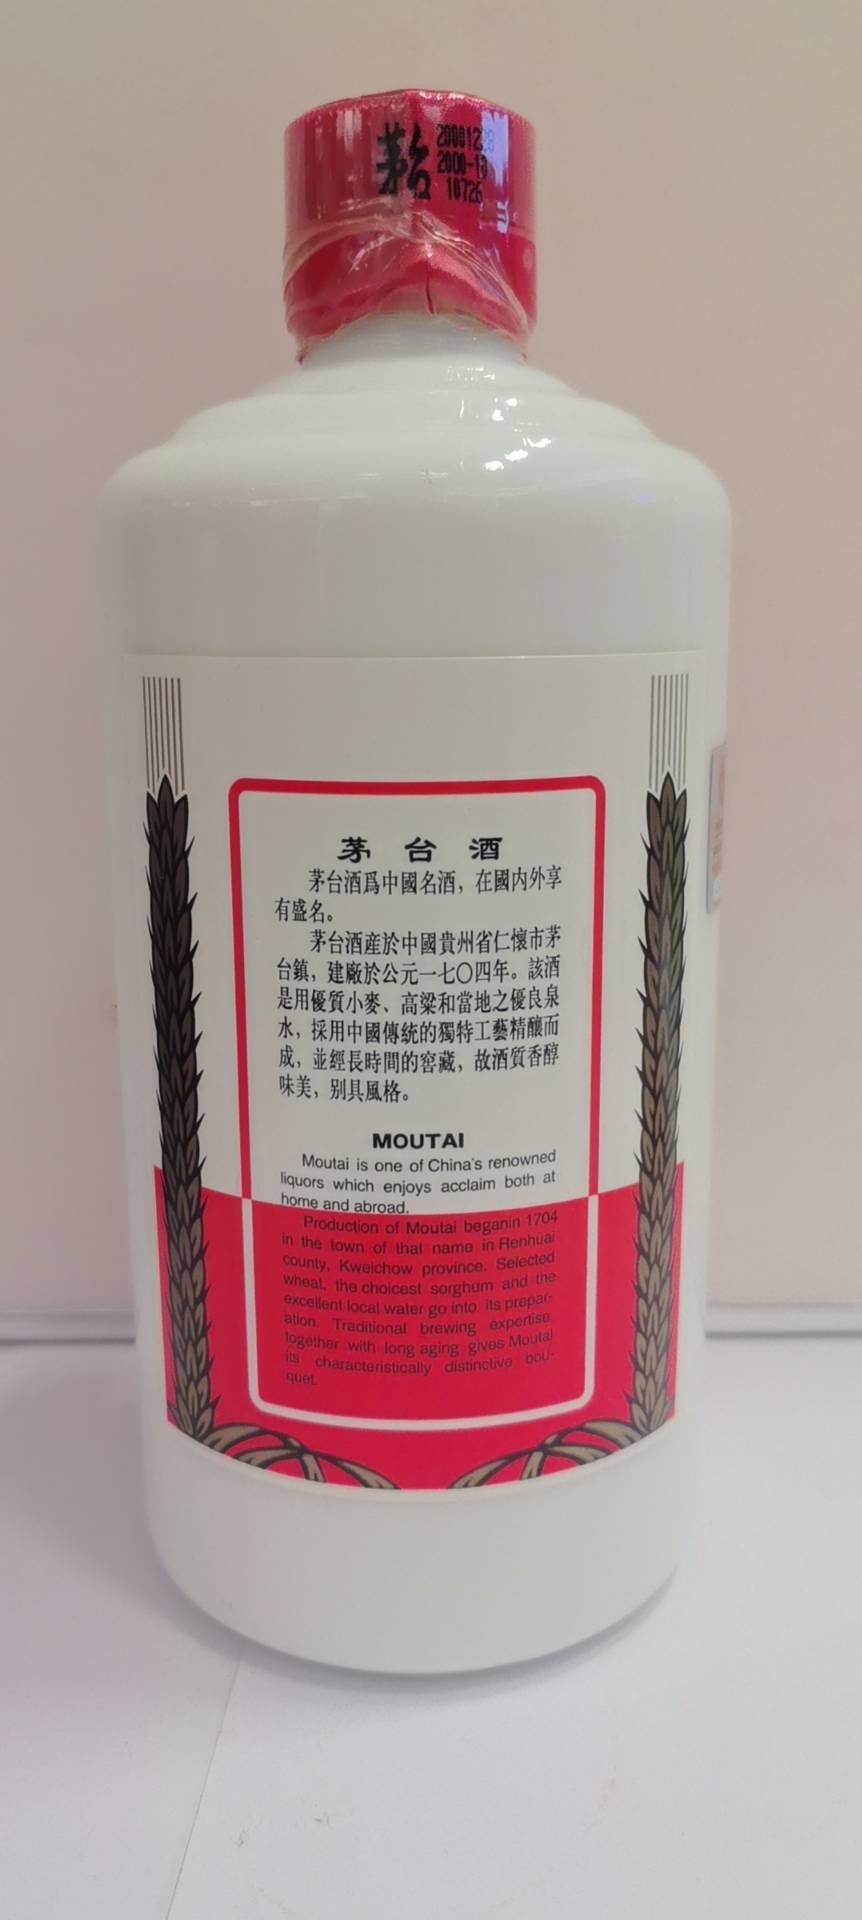 茅台
2000-10
10726
茅台酒
茅台酒爲中國名酒，在國内外享
有盛名。
茅台酒産於中國貴州省仁懷市茅
台鎮，建廠於公元一七〇四年。該酒
是用優質小麥、高粱和當地之優良泉
水，採用中國傳統的獨特工藝精釀而
成，並經長時間的窖藏，故酒質香醇
味美，别具風格。
MOUTAI
Moutai is one of China's renowned
liquors which enjoys acclaim both at
home and abroad.
Production of Moutai beganin 1704
in the town of that name in Renhuai
county, Kweichow province. Selected
wheat, the choicest sorghum and the
excellent local water go into its prepar-
ation. Traditional brewing expertise
together with long aging gives Moutai
its characteristically distinctive bou-
quet.